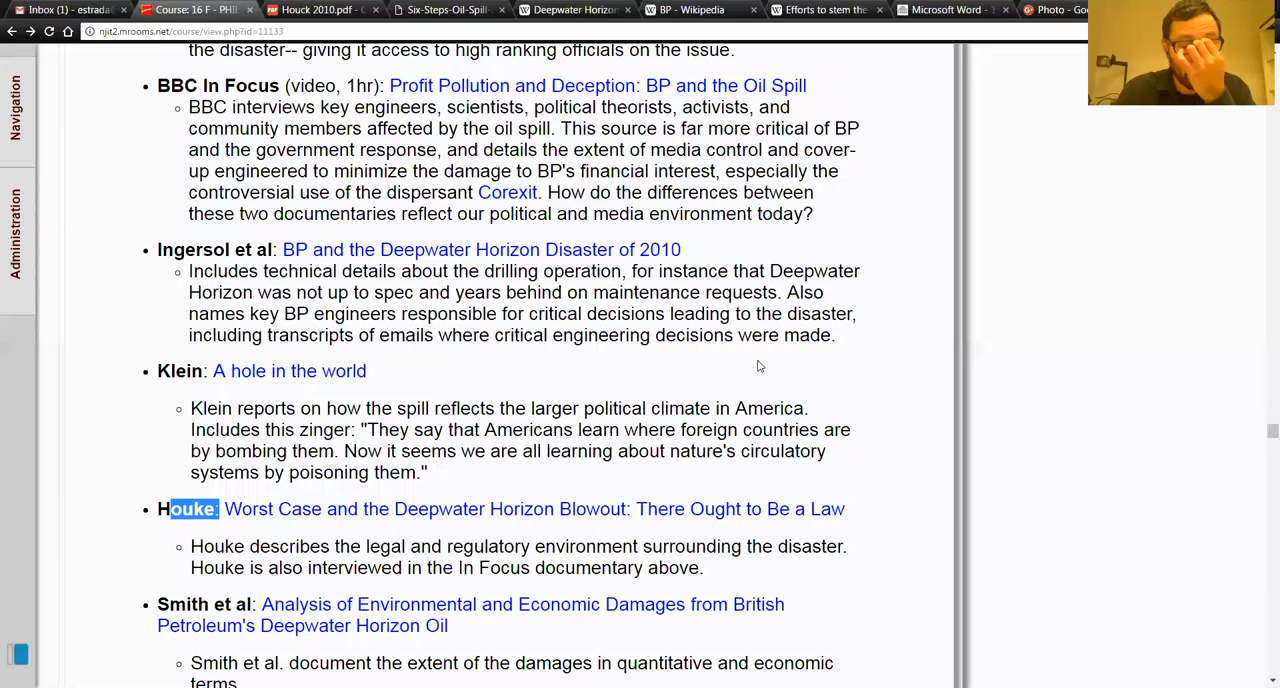 Inbox (1) - estrada
Course: 16 F - PHI
Houck 2010.pdf - C
Six-Steps-Oil-Spill-
Deepwater Horizon
BP - Wikipedia
Efforts to stem the
Microsoft Word - 1
Photo - Go
njit2.mrooms.net/course/view.php?id=11133
Navigation
Administration
the disaster-- giving it access to high ranking officials on the issue.
BBC In Focus (video, 1hr): Profit Pollution and Deception: BP and the Oil Spill
BBC interviews key engineers, scientists, political theorists, activists, and
community members affected by the oil spill. This source is far more critical of BP
and the government response, and details the extent of media control and cover-
up engineered to minimize the damage to BP's financial interest, especially the
controversial use of the dispersant Corexit. How do the differences between
these two documentaries reflect our political and media environment today?
Ingersol et al: BP and the Deepwater Horizon Disaster of 2010
Includes technical details about the drilling operation, for instance that Deepwater
Horizon was not up to spec and years behind on maintenance requests. Also
names key BP engineers responsible for critical decisions leading to the disaster,
including transcripts of emails where critical engineering decisions were made.
Klein: A hole in the world
Klein reports on how the spill reflects the larger political climate in America.
Includes this zinger: "They say that Americans learn where foreign countries are
by bombing them. Now it seems we are all learning about nature's circulatory
systems by poisoning them."
Houke: Worst Case and the Deepwater Horizon Blowout: There Ought to Be a Law
Houke describes the legal and regulatory environment surrounding the disaster.
Houke is also interviewed in the In Focus documentary above.
Smith et al: Analysis of Environmental and Economic Damages from British
Petroleum's Deepwater Horizon Oil
Smith et al. document the extent of the damages in quantitative and economic
terms